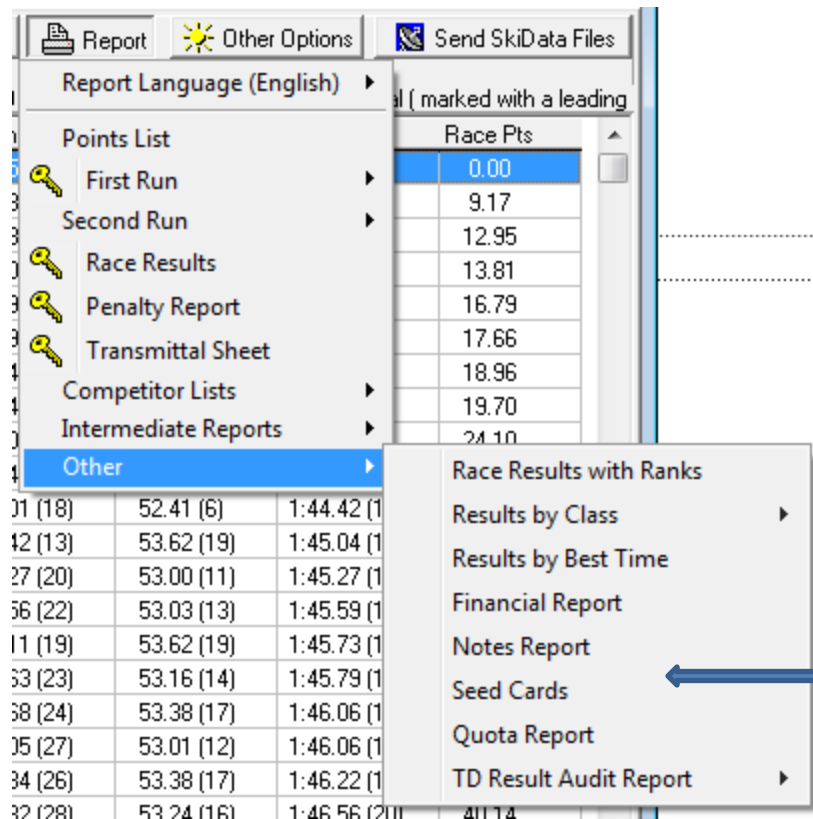 Report Other Options Send SkiData Files
Report Language (English)
al ( marked with a leading
Points List
Race Pts
First Run
0.00
Second Run
9.17
12.95
Race Results
13.81
Penalty Report
16.79
Transmittal Sheet
17.66
Competitor Lists
18.96
19.70
Intermediate Reports
24.10
Other
Race Results with Ranks
Results by Class
Results by Best Time
Financial Report
Notes Report
Seed Cards
Quota Report
TD Result Audit Report
01 (18) 52.41 (6) 1:44.42 (1
42 (13) 53.62 (19) 1:45.04 (1
27 (20) 53.00 (11) 1:45.27 (1
56 (22) 53.03 (13) 1:45.59 (1
11 (19) 53.62 (19) 1:45.73 (1
63 (23) 53.16 (14) 1:45.79 (1
68 (24) 53.38 (17) 1:46.06 (1
05 (27) 53.01 (12) 1:46.06 (1
34 (26) 53.38 (17) 1:46.22 (1
32 (28) 53.24 (16) 1:46.56 (20) 40.14